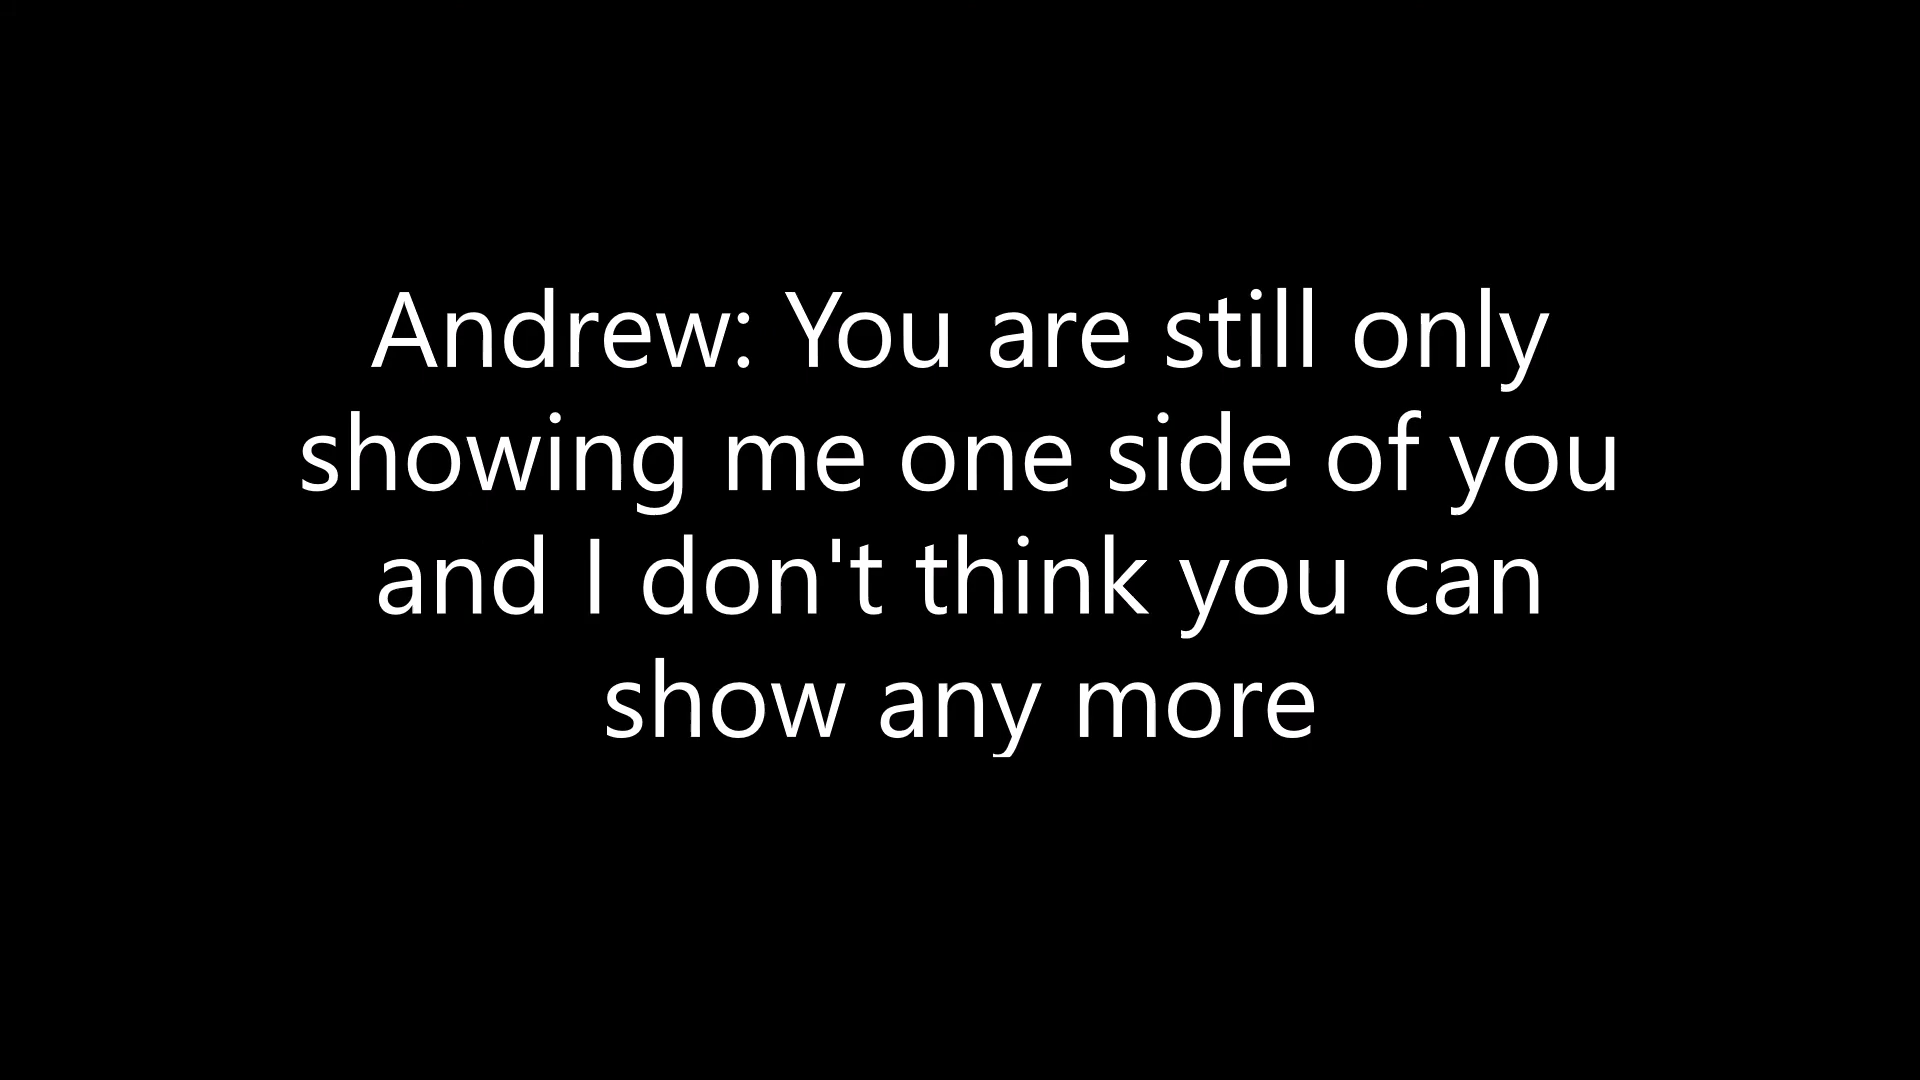 Andrew: You are still only
showing me one side of you
and I don't think you can
show any more